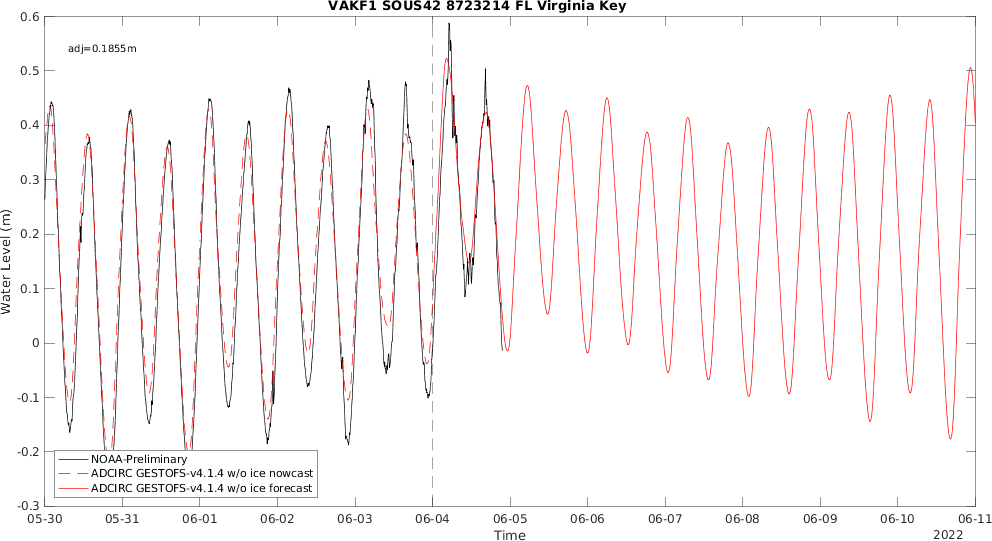 VAKF1 SOUS42 8723214 FL Virginia Key
adj=0.1855m
Water Level (m)
0.6
0.5
0.4
0.3
0.2
0.1
0
-0.1
-0.2
-0.3
NOAA-Preliminary
ADCIRC GESTOFS-v4.1.4 w/o ice nowcast
ADCIRC GESTOFS-v4.1.4 w/o ice forecast
05-30 05-31 06-01 06-02 06-03 06-04 06-05 06-06 06-07 06-08 06-09 06-10 06-11
Time
2022